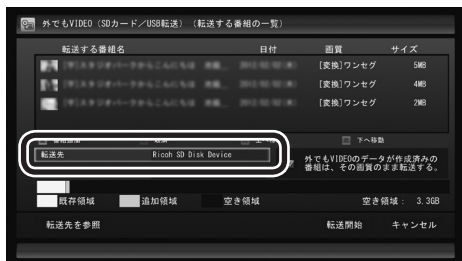 外でもVIDEO（SDカード／USB転送）（転送する番組の一覧）
転送する番組名 日付 画質 サイズ
[変換]ワンセグ 5MB
[変換]ワンセグ 4MB
[変換]ワンセグ 2MB
下へ移動
転送先 Ricoh SD Disk Device
外でもVIDEOのデータが作成済みの
番組は、その画質のまま転送する。
既存領域 追加領域 空き領域 空き領域： 3.3GB
転送先を参照 転送開始 キャンセル